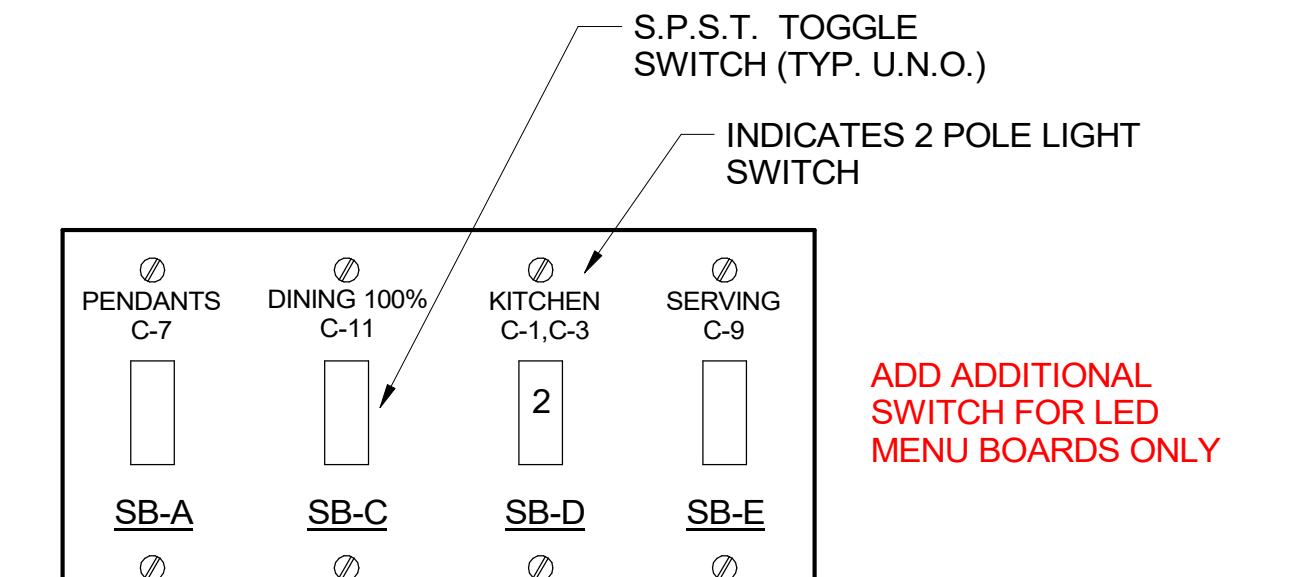 S.P.S.T. TOGGLE
SWITCH (TYP. U.N.O.)
INDICATES 2 POLE LIGHT
SWITCH
PENDANTS
C-7
DINING 100%
C-11
KITCHEN
C-1,C-3
SERVING
C-9
2
ADD ADDITIONAL
SWITCH FOR LED
MENU BOARDS ONLY
SB-A
SB-C
SB-D
SB-E